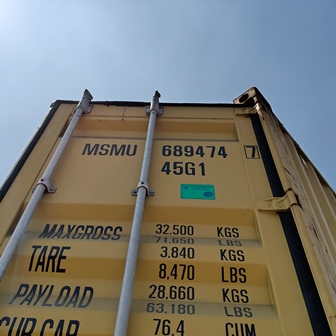 MSMU 689474 7
45G1
MAXGROSS 32.500 KGS
71.650 LBS
TARE 3.840 KGS
8,470 LBS
PAYLOAD 28.660 KGS
63.180 LBS
CUB CAP 76.4 CUM